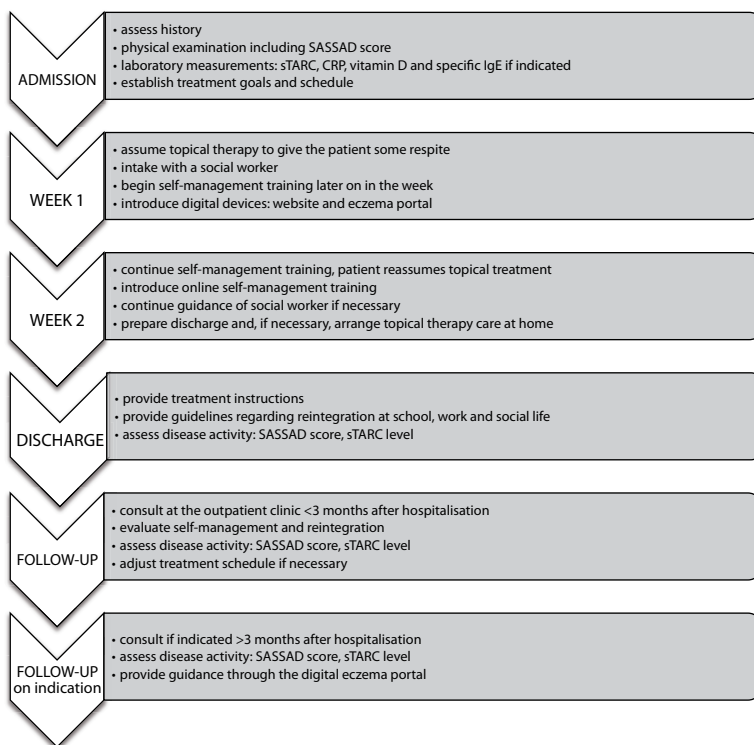 ADMISSION
• assess history
• physical examination including SASSAD score
• laboratory measurements: sTARC, CRP, vitamin D and specific IgE if indicated
• establish treatment goals and schedule
WEEK 1
• assume topical therapy to give the patient some respite
• intake with a social worker
• begin self-management training later on in the week
• introduce digital devices: website and eczema portal
WEEK 2
• continue self-management training, patient reassumes topical treatment
• introduce online self-management training
• continue guidance of social worker if necessary
• prepare discharge and, if necessary, arrange topical therapy care at home
DISCHARGE
• provide treatment instructions
• provide guidelines regarding reintegration at school, work and social life
• assess disease activity: SASSAD score, sTARC level
FOLLOW-UP
• consult at the outpatient clinic <3 months after hospitalisation
• evaluate self-management and reintegration
• assess disease activity: SASSAD score, sTARC level
• adjust treatment schedule if necessary
FOLLOW-UP
on indication
• consult if indicated >3 months after hospitalisation
• assess disease activity: SASSAD score, sTARC level
• provide guidance through the digital eczema portal